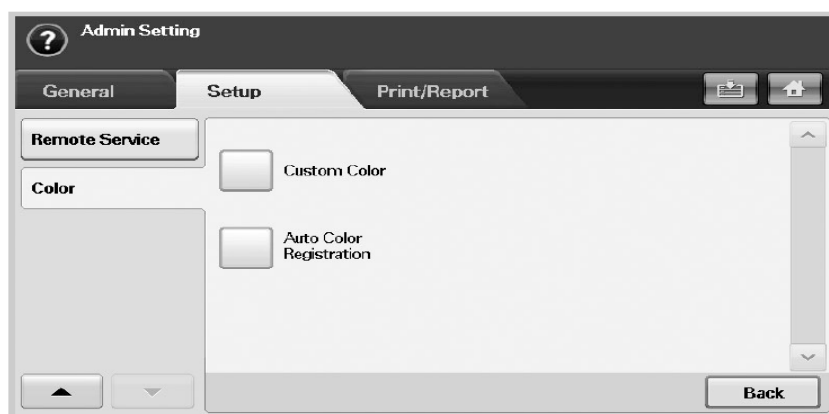 ? Admin Setting
General Setup Print/Report
Remote Service
Color
Custom Color
Auto Color
Registration
Back